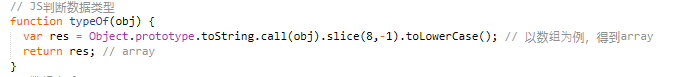 // JS判断数据类型
function typeOf(obj) {
  var res = Object.prototype.toString.call(obj).slice(8,-1).toLowerCase(); // 以数组为例，得到array
  return res; // array
}